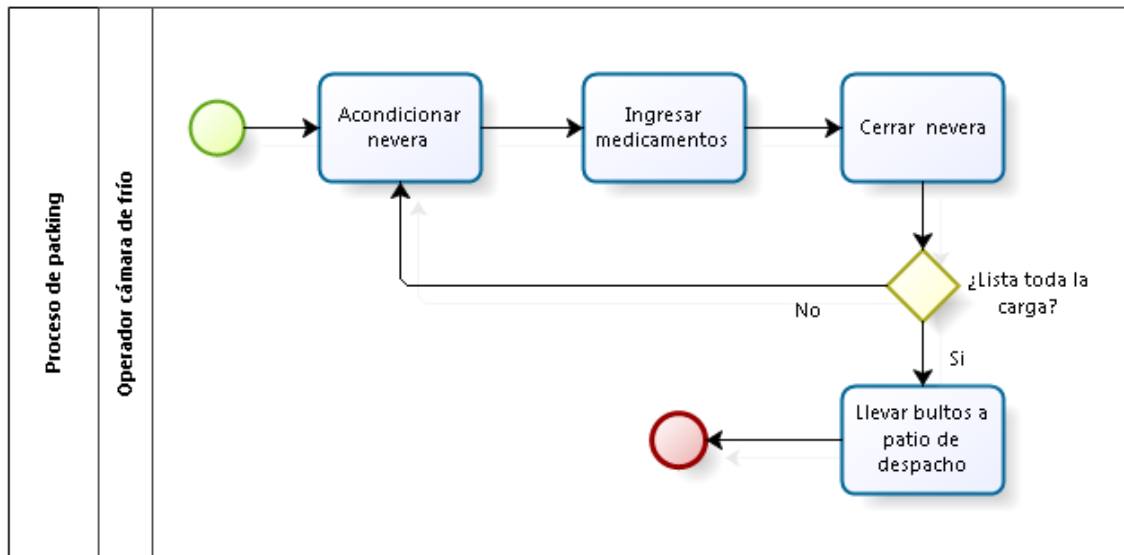 Proceso de packing
Operador cámara de frío
Acondicionar
nevera
Ingresar
medicamentos
Cerrar nevera
¿Lista toda la
carga?
No
Si
Llevar bultos a
patio de
despacho